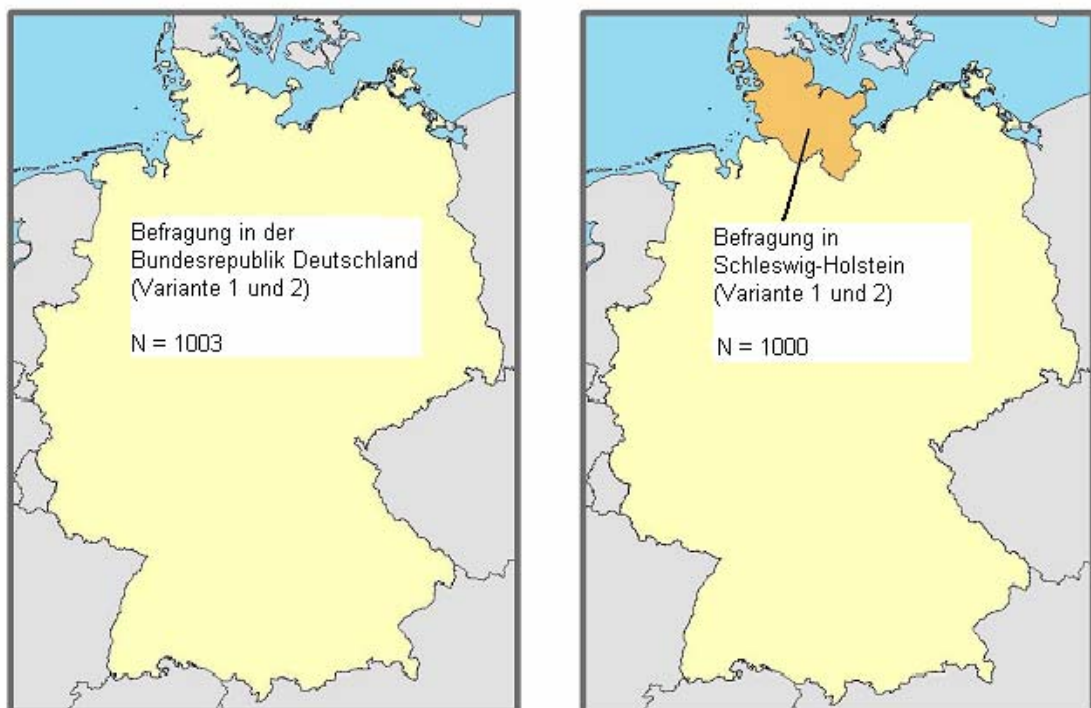 Befragung in der
Bundesrepublik Deutschland
(Variante 1 und 2)
N = 1003
Befragung in
Schleswig-Holstein
(Variante 1 und 2)
N = 1000